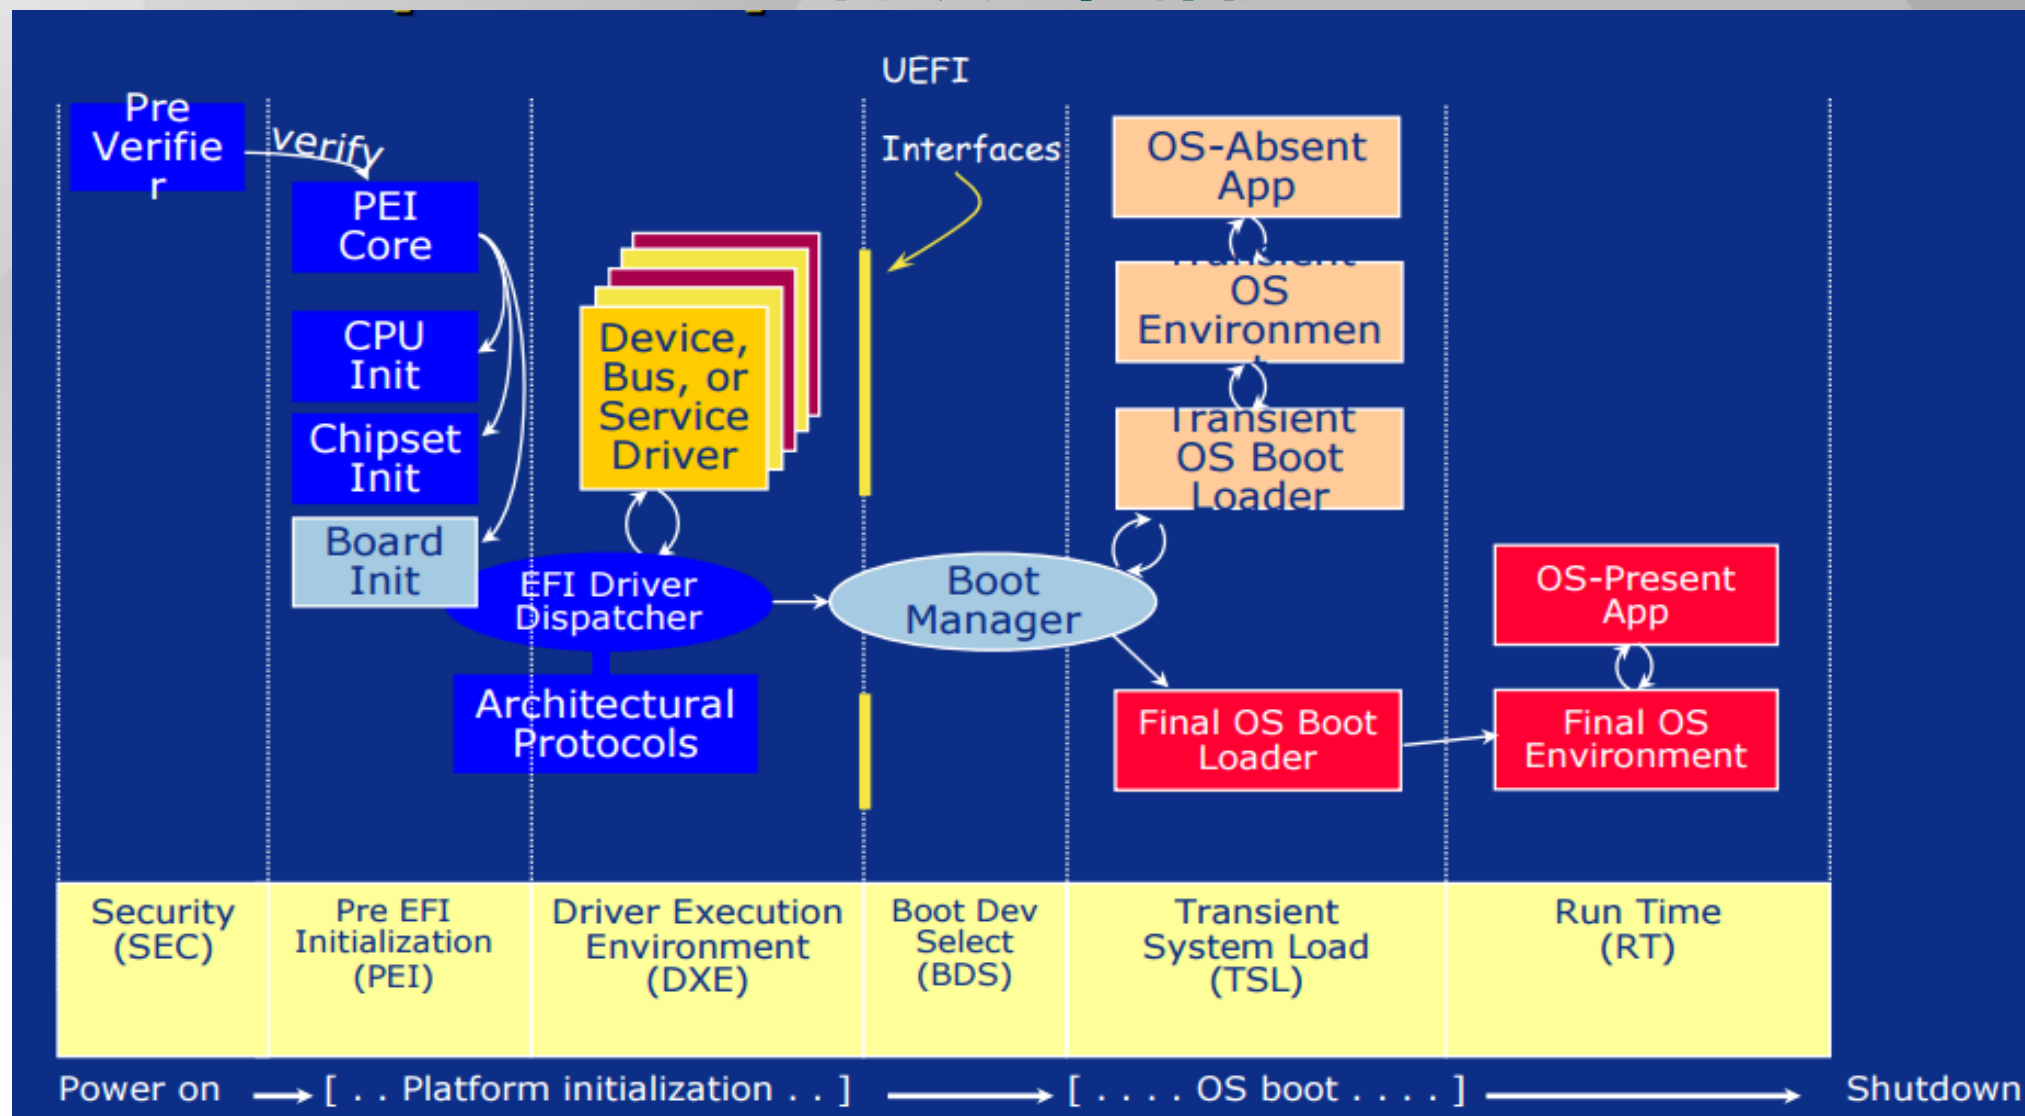 UEFI
Interfaces
Pre
Verifie
r
verify
PEI
Core
CPU
Init
Chipset
Init
Board
Init
Device,
Bus, or
Service
Driver
EFI Driver
Dispatcher
Architectural
Protocols
Boot
Manager
OS-Absent
App
Transient
OS
Environmen
t
Transient
OS Boot
Loader
Final OS Boot
Loader
OS-Present
App
Final OS
Environment
Security
(SEC)
Pre EFI
Initialization
(PEI)
Driver Execution
Environment
(DXE)
Boot Dev
Select
(BDS)
Transient
System Load
(TSL)
Run Time
(RT)
Power on [ . . Platform initialization . . ] [ . . . . OS boot . . . . ] Shutdown